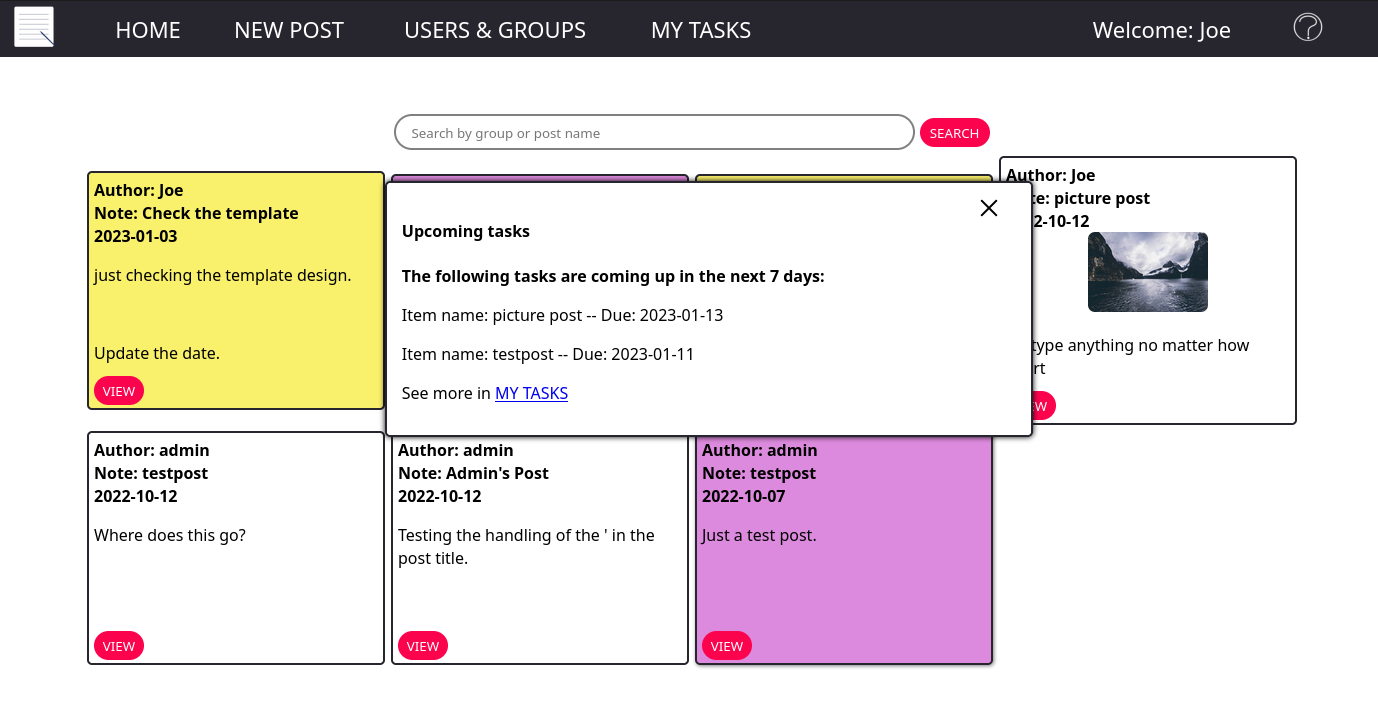 HOME
NEW POST
USERS & GROUPS
MY TASKS
Welcome: Joe
?
Search by group or post name
SEARCH
Author: Joe
Note: Check the template
2023-01-03
just checking the template design.
Update the date.
VIEW
Upcoming tasks
The following tasks are coming up in the next 7 days:
Item name: picture post -- Due: 2023-01-13
Item name: testpost -- Due: 2023-01-11
See more in MY TASKS
Author: Joe
te: picture post
2-10-12
type anything no matter how
rt
EW
Author: admin
Note: testpost
2022-10-12
Where does this go?
VIEW
Author: admin
Note: Admin's Post
2022-10-12
Testing the handling of the ' in the
post title.
VIEW
Author: admin
Note: testpost
2022-10-07
Just a test post.
VIEW